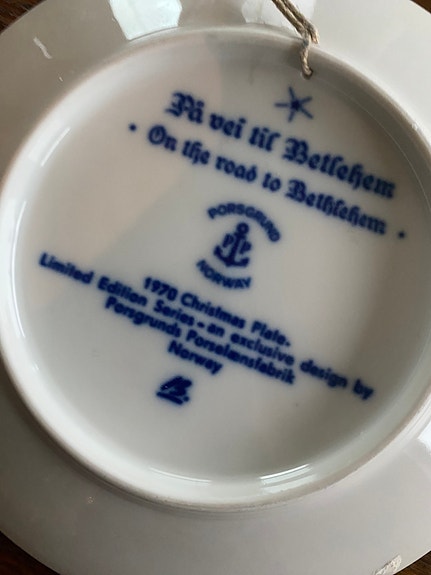 På vei til Betlehem
• On the road to Bethlehem •
PORSGRUND
PP
NORWAY
1970 Christmas Plate.
Limited Edition Series - an exclusive design by
Porsgrunds Porselænsfabrik
Norway